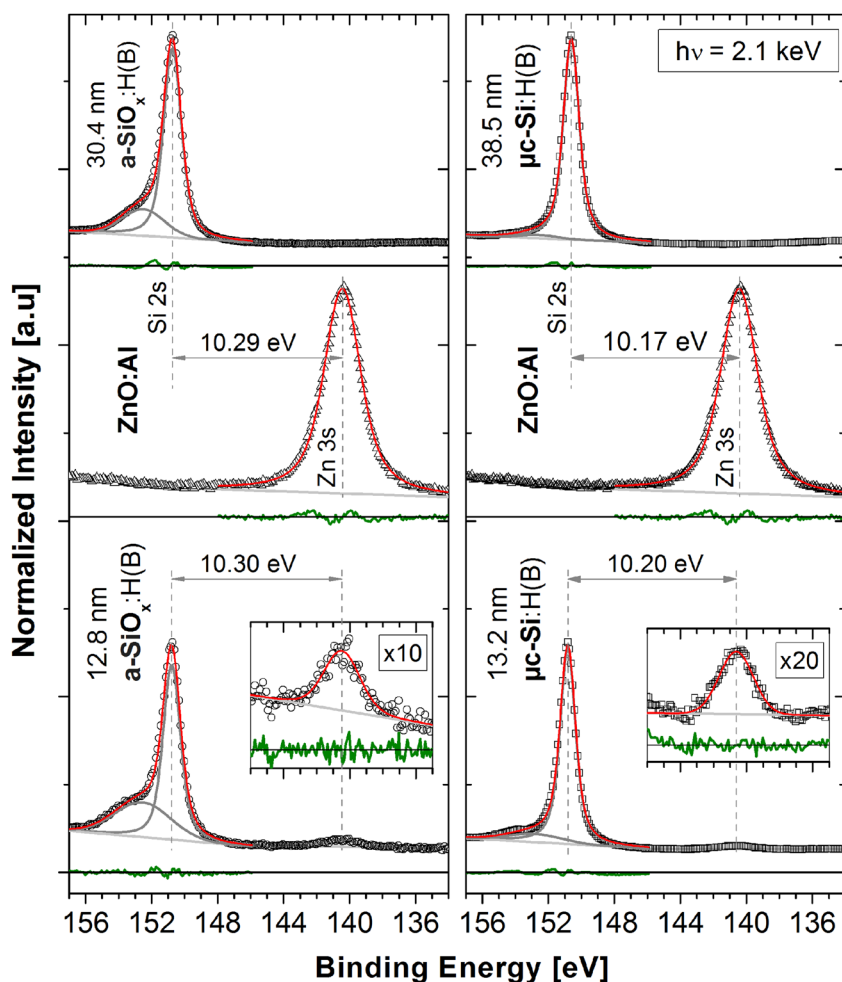 hν = 2.1 keV
30.4 nm
a-SiOx:H(B)
38.5 nm
µc-Si:H(B)
Si 2s
10.29 eV
ZnO:Al
Zn 3s
Si 2s
10.17 eV
ZnO:Al
Zn 3s
12.8 nm
a-SiOx:H(B)
10.30 eV
x10
13.2 nm
µc-Si:H(B)
10.20 eV
x20
Normalized Intensity [a.u]
156 152 148 144 140 136
156 152 148 144 140 136
Binding Energy [eV]